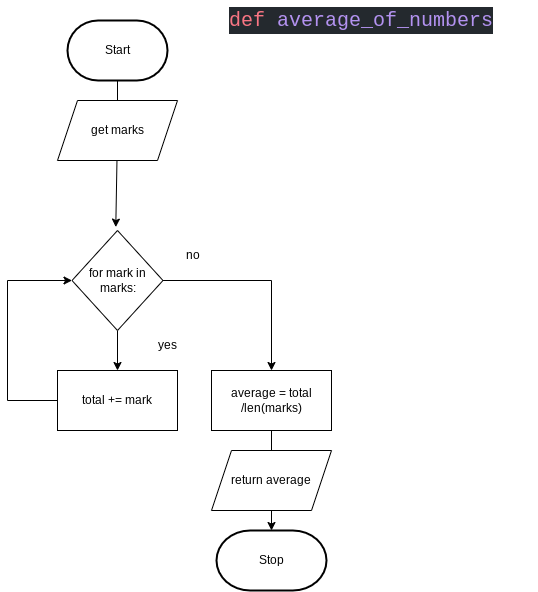 def average_of_numbers
Start
get marks
for mark in
marks:
no
yes
total += mark
average = total
/len(marks)
return average
Stop